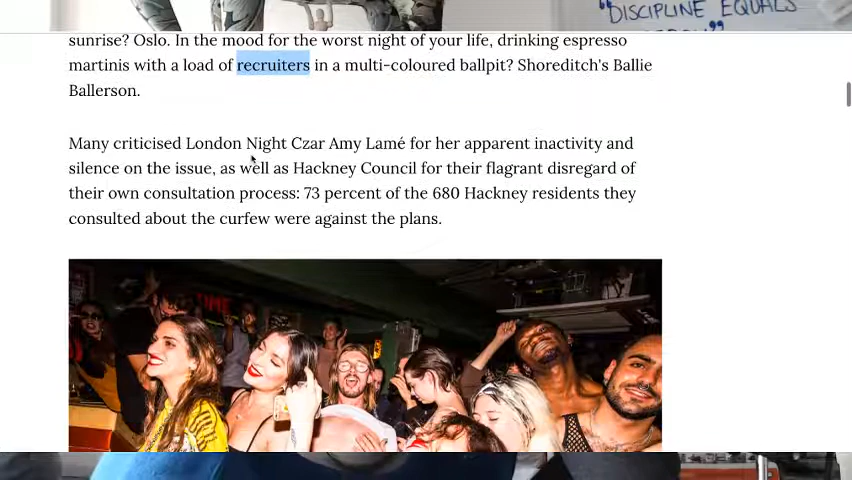 "DISCIPLINE EQUALS
sunrise? Oslo. In the mood for the worst night of your life, drinking espresso
martinis with a load of recruiters in a multi-coloured ballpit? Shoreditch's Ballie
Ballerson.
Many criticised London Night Czar Amy Lamé for her apparent inactivity and
silence on the issue, as well as Hackney Council for their flagrant disregard of
their own consultation process: 73 percent of the 680 Hackney residents they
consulted about the curfew were against the plans.